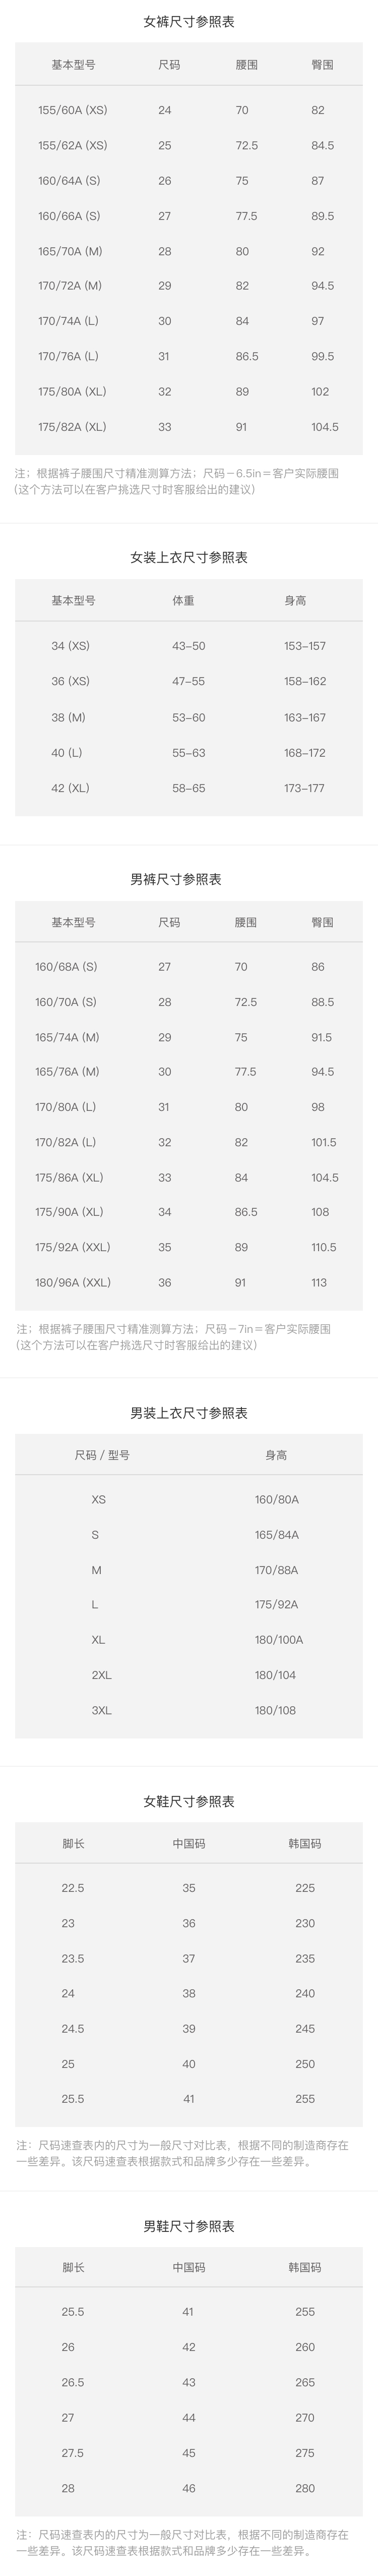 女裤尺寸参照表
基本型号 尺码 腰围 臀围
155/60A (XS) 24 70 82
155/62A (XS) 25 72.5 84.5
160/64A (S) 26 75 87
160/66A (S) 27 77.5 89.5
165/70A (M) 28 80 92
170/72A (M) 29 82 94.5
170/74A (L) 30 84 97
170/76A (L) 31 86.5 99.5
175/80A (XL) 32 89 102
175/82A (XL) 33 91 104.5
注；根据裤子腰围尺寸精准测算方法；尺码－6.5in＝客户实际腰围
(这个方法可以在客户挑选尺寸时客服给出的建议)
女装上衣尺寸参照表
基本型号 体重 身高
34 (XS) 43–50 153–157
36 (XS) 47–55 158–162
38 (M) 53–60 163–167
40 (L) 55–63 168–172
42 (XL) 58–65 173–177
男裤尺寸参照表
基本型号 尺码 腰围 臀围
160/68A (S) 27 70 86
160/70A (S) 28 72.5 88.5
165/74A (M) 29 75 91.5
165/76A (M) 30 77.5 94.5
170/80A (L) 31 80 98
170/82A (L) 32 82 101.5
175/86A (XL) 33 84 104.5
175/90A (XL) 34 86.5 108
175/92A (XXL) 35 89 110.5
180/96A (XXL) 36 91 113
注；根据裤子腰围尺寸精准测算方法；尺码－7in＝客户实际腰围
(这个方法可以在客户挑选尺寸时客服给出的建议)
男装上衣尺寸参照表
尺码 / 型号 身高
XS 160/80A
S 165/84A
M 170/88A
L 175/92A
XL 180/100A
2XL 180/104
3XL 180/108
女鞋尺寸参照表
脚长 中国码 韩国码
22.5 35 225
23 36 230
23.5 37 235
24 38 240
24.5 39 245
25 40 250
25.5 41 255
注：尺码速查表内的尺寸为一般尺寸对比表，根据不同的制造商存在
一些差异。该尺码速查表根据款式和品牌多少存在一些差异。
男鞋尺寸参照表
脚长 中国码 韩国码
25.5 41 255
26 42 260
26.5 43 265
27 44 270
27.5 45 275
28 46 280
注：尺码速查表内的尺寸为一般尺寸对比表，根据不同的制造商存在
一些差异。该尺码速查表根据款式和品牌多少存在一些差异。